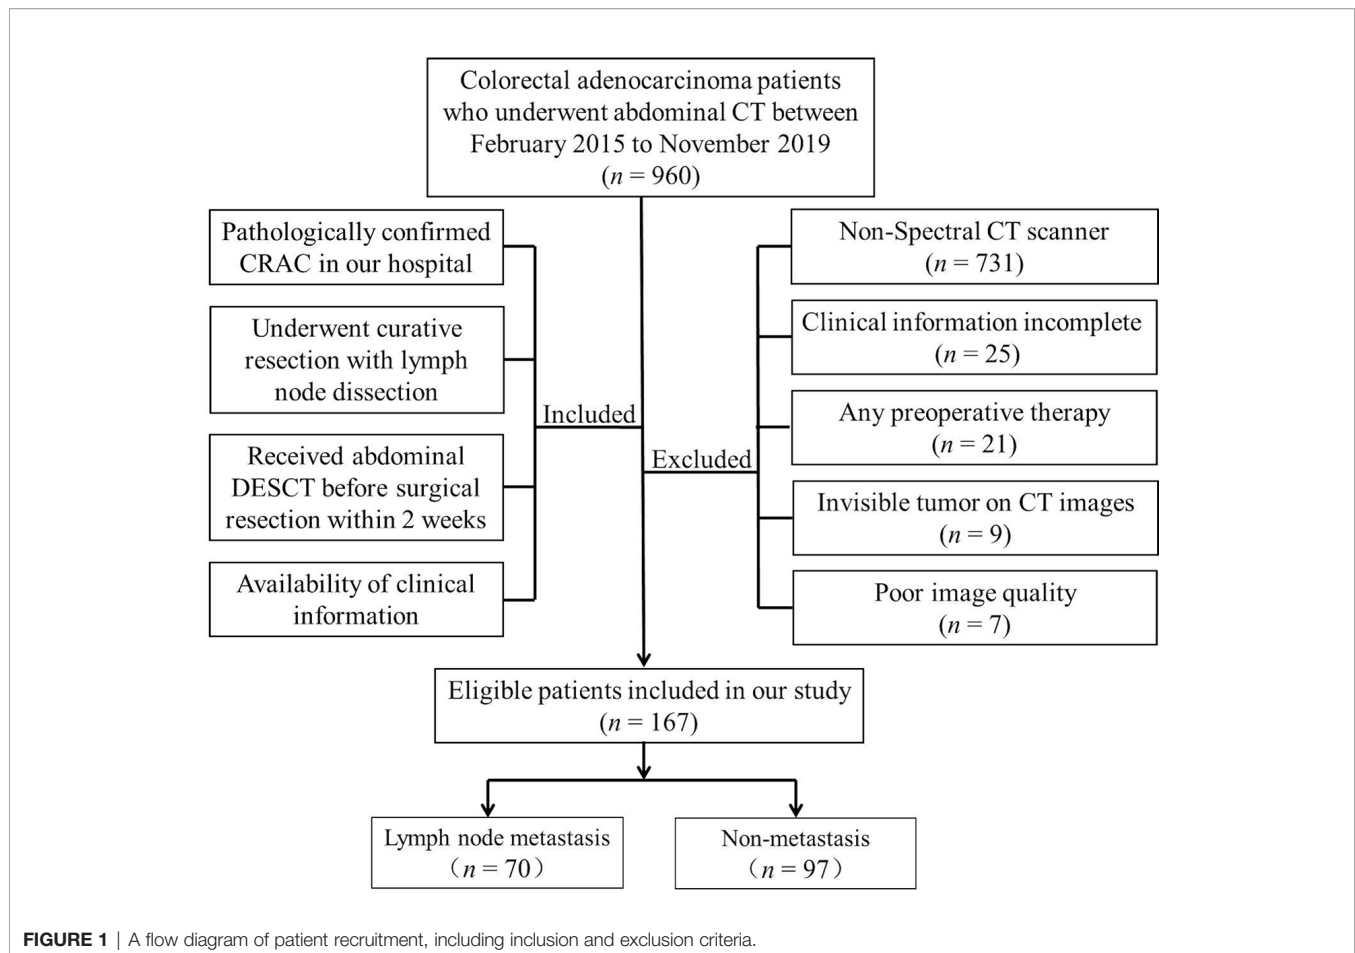 Colorectal adenocarcinoma patients
who underwent abdominal CT between
February 2015 to November 2019
(n = 960)
Pathologically confirmed
CRAC in our hospital
Underwent curative
resection with lymph
node dissection
Received abdominal
DESCT before surgical
resection within 2 weeks
Availability of clinical
information
Included
Excluded
Non-Spectral CT scanner
(n = 731)
Clinical information incomplete
(n = 25)
Any preoperative therapy
(n = 21)
Invisible tumor on CT images
(n = 9)
Poor image quality
(n = 7)
Eligible patients included in our study
(n = 167)
Lymph node metastasis
（n = 70）
Non-metastasis
（n = 97）
FIGURE 1 | A flow diagram of patient recruitment, including inclusion and exclusion criteria.